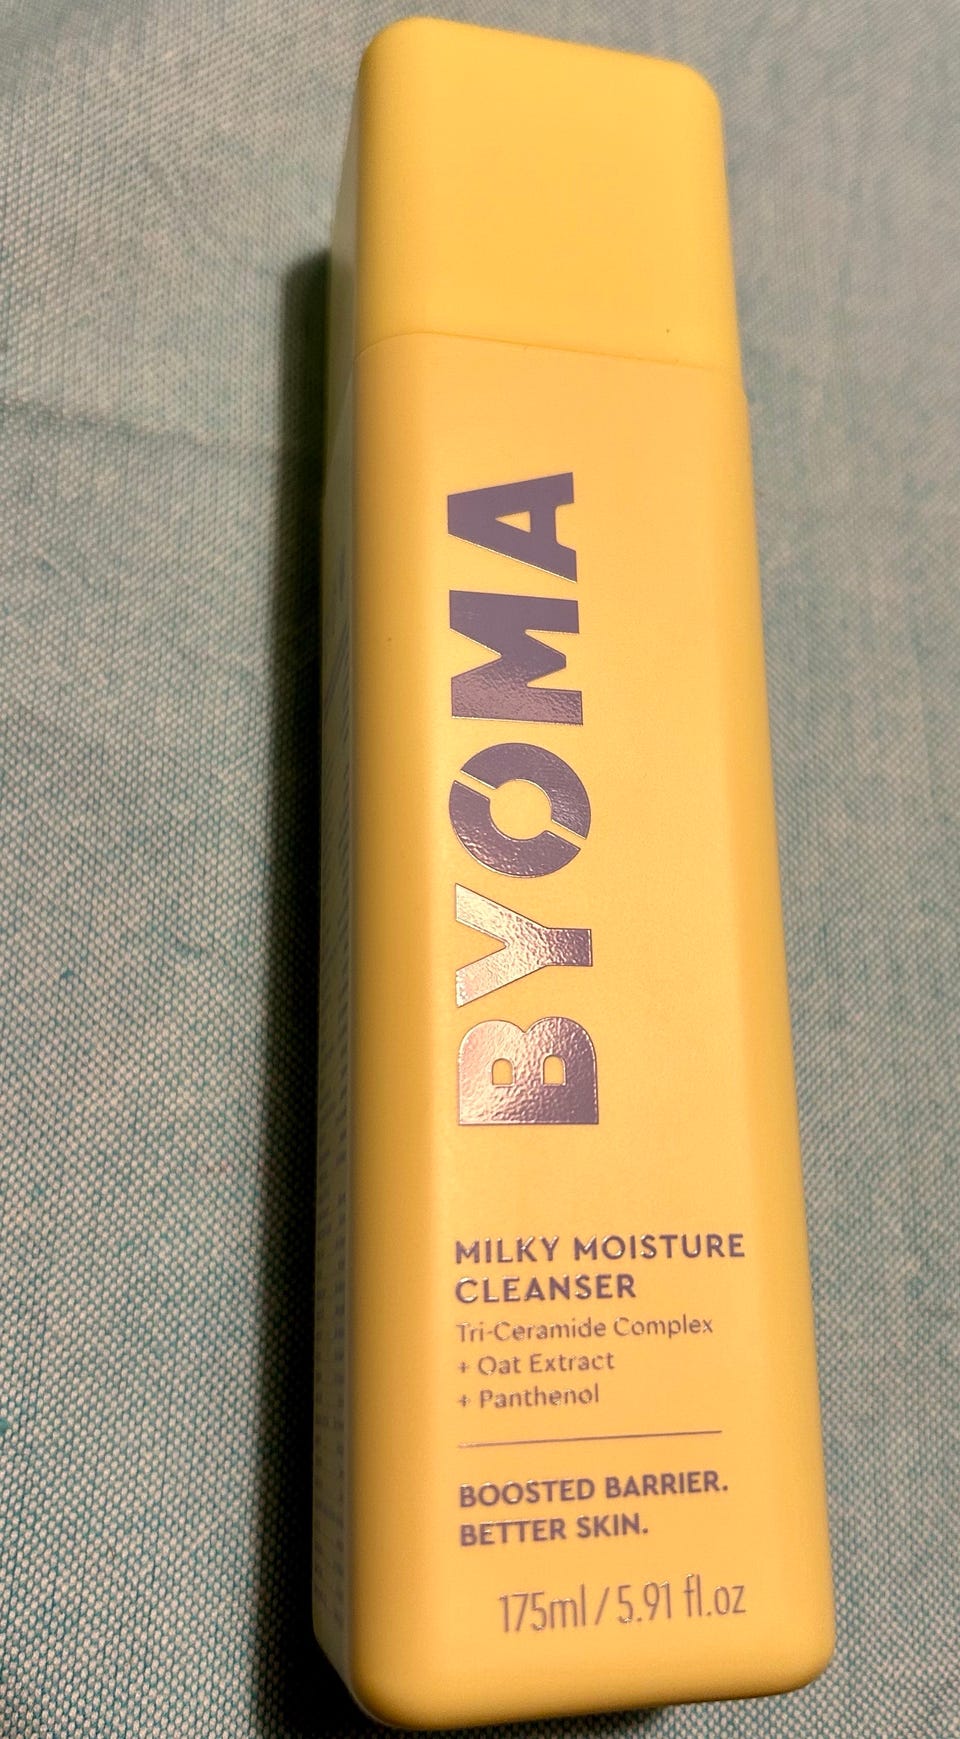 BYOMA
MILKY MOISTURE
CLEANSER
Tri-Ceramide Complex
+ Oat Extract
+ Panthenol
BOOSTED BARRIER.
BETTER SKIN.
175ml / 5.91 fl.oz